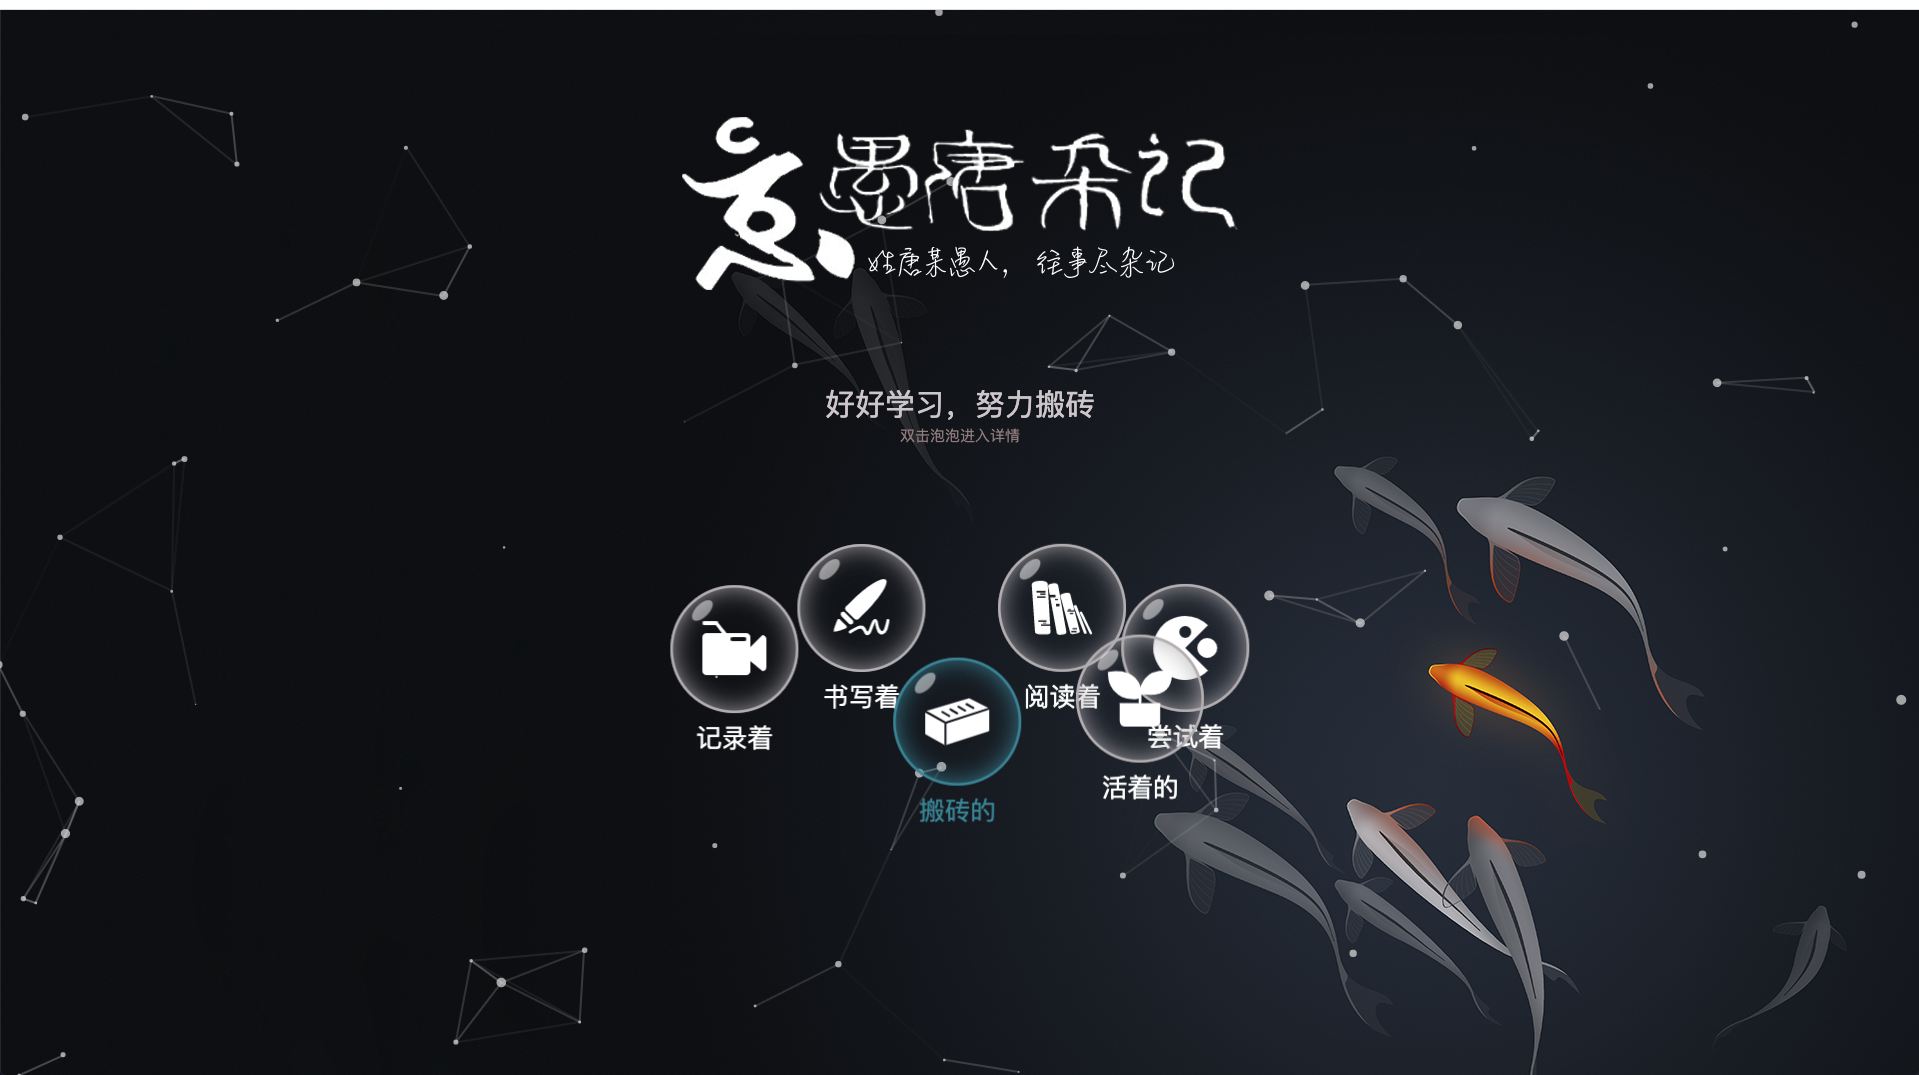 愚唐杂记
姓唐某愚人，往事尽杂记
好好学习，努力搬砖
双击泡泡进入详情
书写着
阅读着
记录着
尝试着
活着的
搬砖的